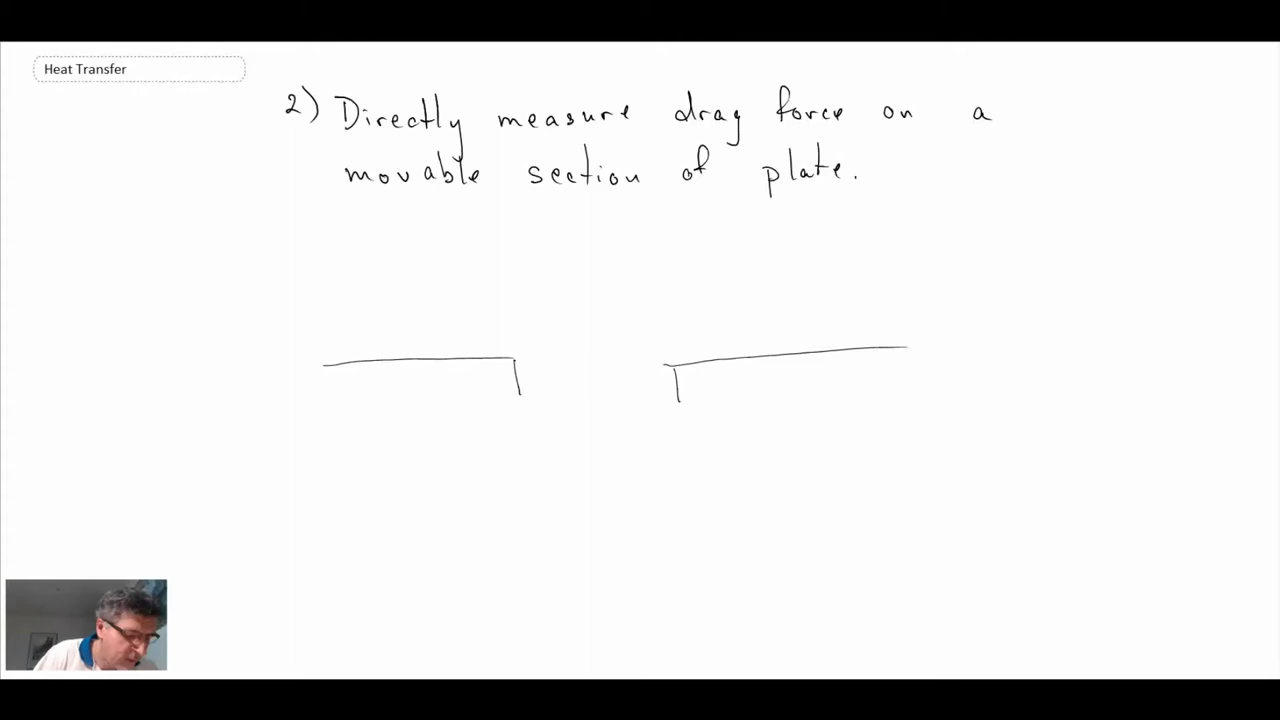 Heat Transfer
2) Directly measure drag force on a
movable section of plate.